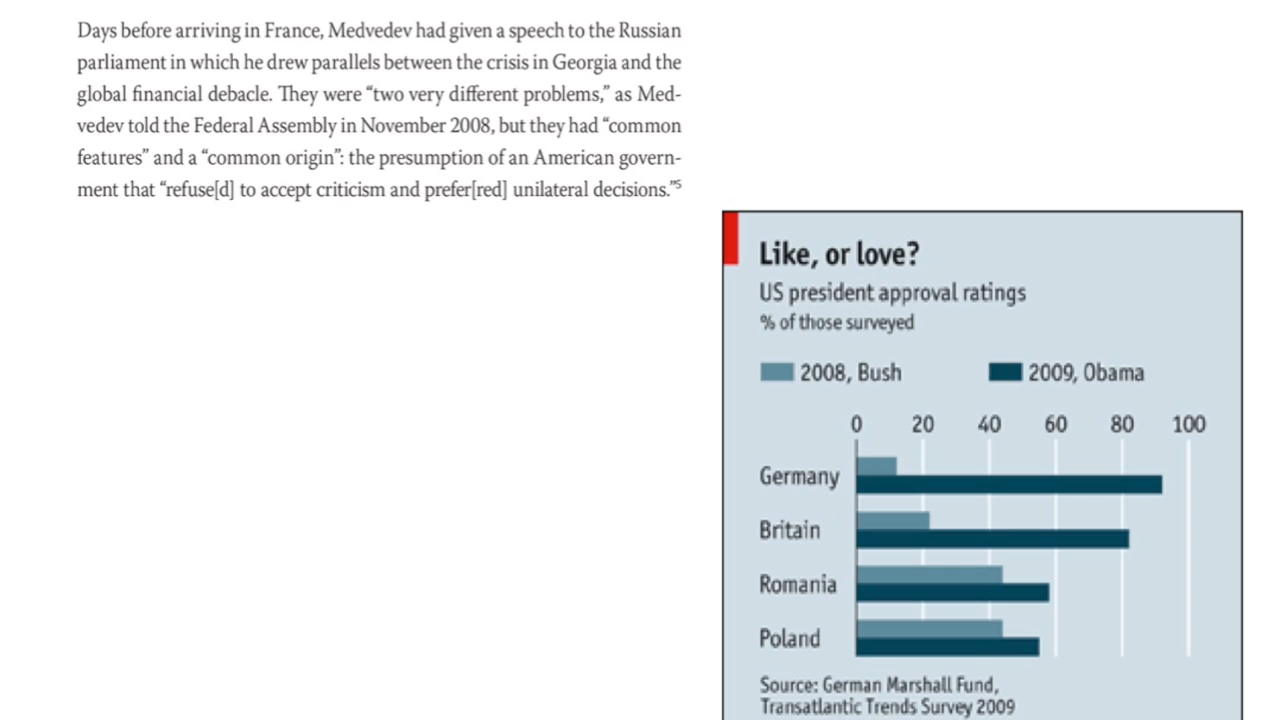 Days before arriving in France, Medvedev had given a speech to the Russian
parliament in which he drew parallels between the crisis in Georgia and the
global financial debacle. They were “two very different problems,” as Med-
vedev told the Federal Assembly in November 2008, but they had “common
features” and a “common origin”: the presumption of an American govern-
ment that “refuse[d] to accept criticism and prefer[red] unilateral decisions.”5
Like, or love?
US president approval ratings
% of those surveyed
2008, Bush 2009, Obama
0 20 40 60 80 100
Germany
Britain
Romania
Poland
Source: German Marshall Fund,
Transatlantic Trends Survey 2009